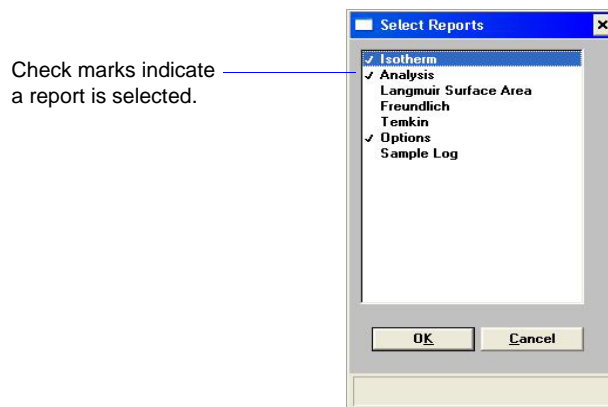 Check marks indicate
a report is selected.
Select Reports
✓ Isotherm
✓ Analysis
Langmuir Surface Area
Freundlich
Temkin
✓ Options
Sample Log
OK
Cancel